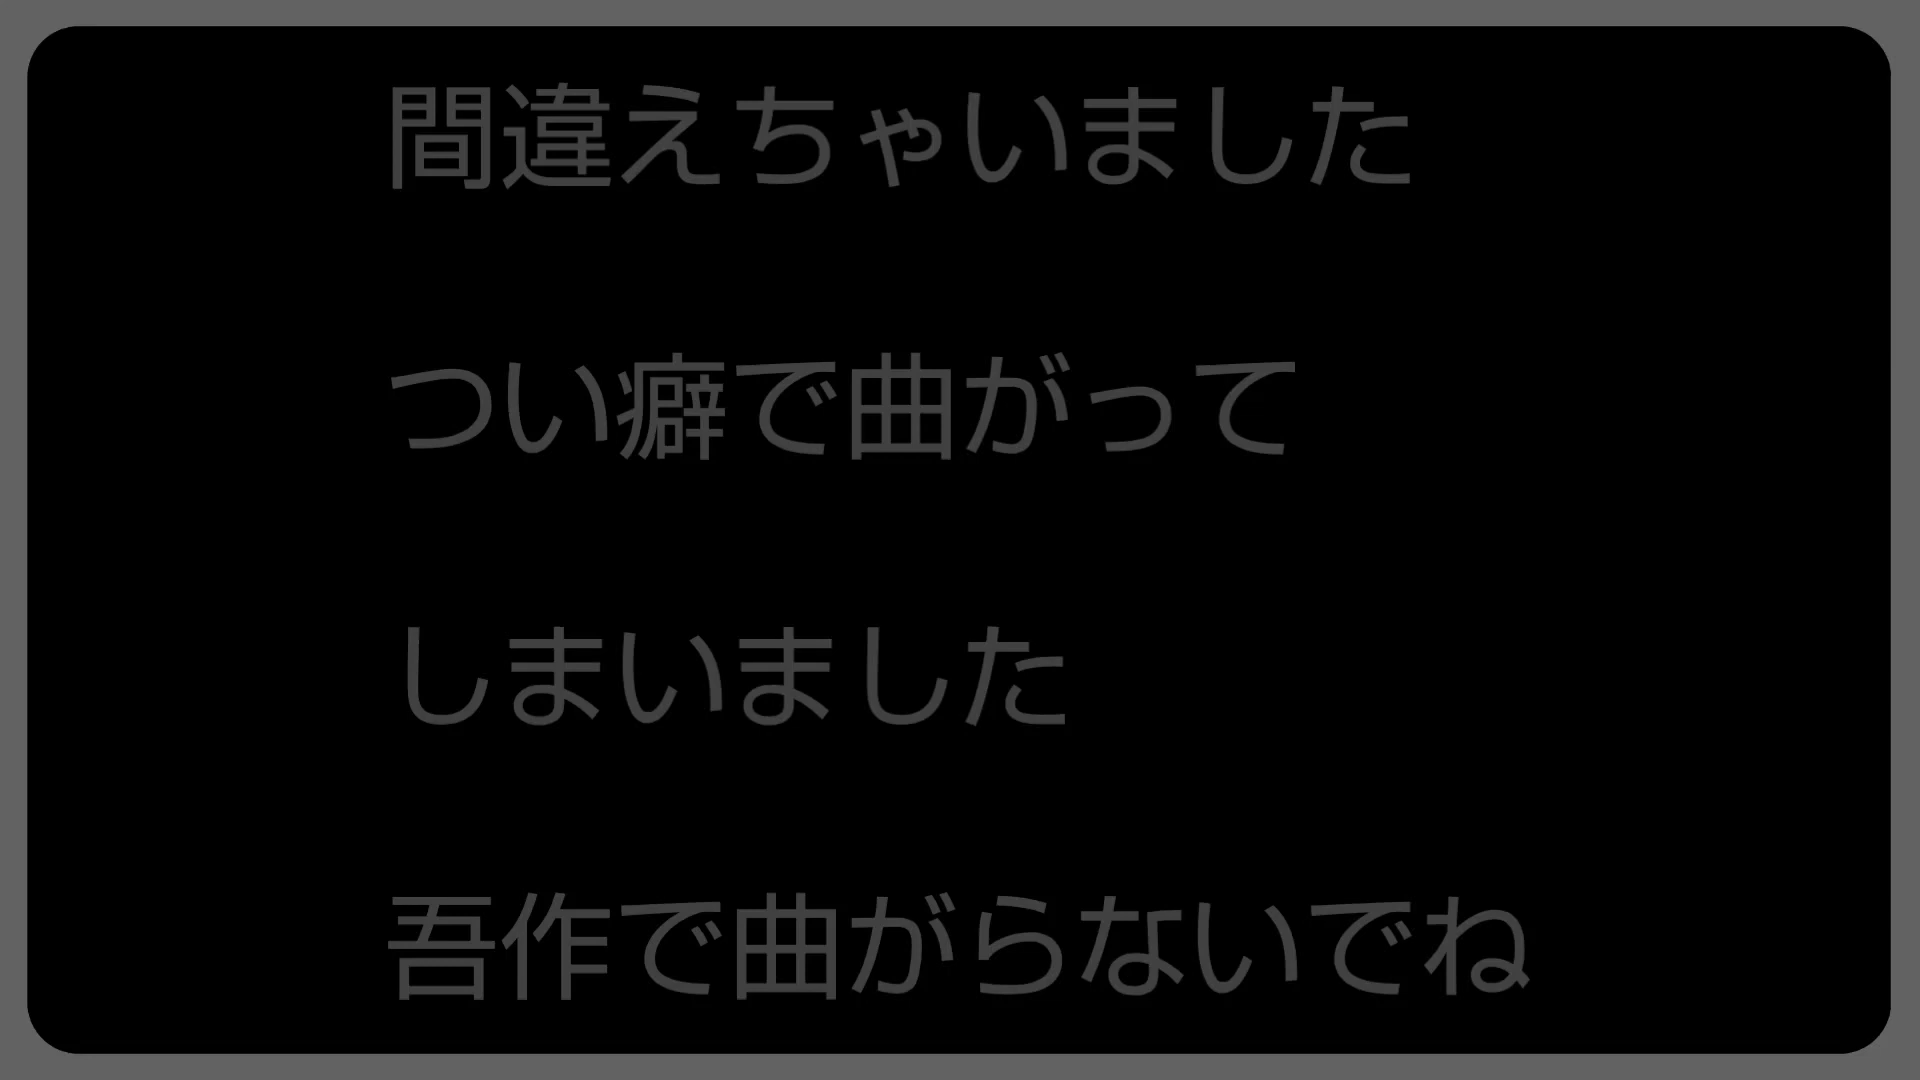 間違えちゃいました
つい癖で曲がって
しまいました
吾作で曲がらないでね